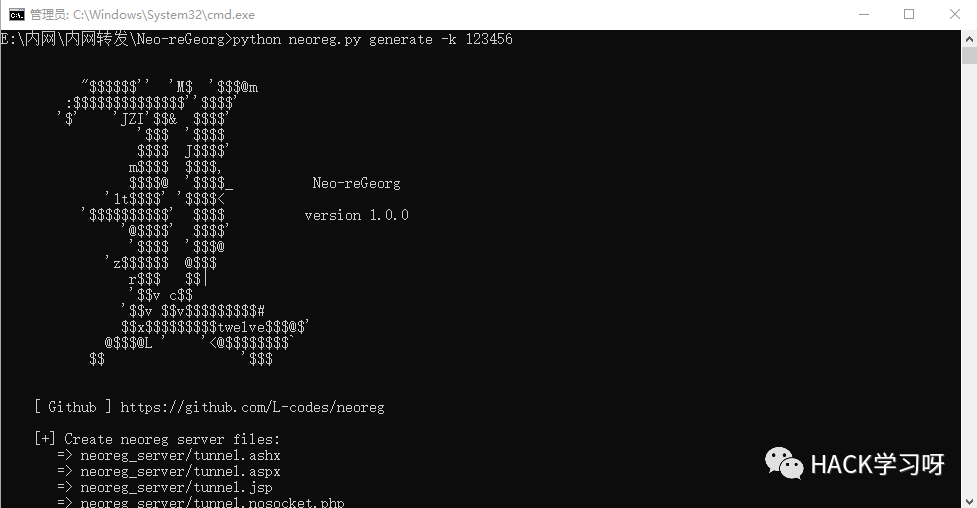 管理员: C:\Windows\System32\cmd.exe
E:\内网\内网转发\Neo-reGeorg>python neoreg.py generate -k 123456
"$$$$$$'' 'M$ '$$$@m
:$$$$$$$$$$$$$$''$$$$'
'$' 'JZI'$$& $$$$'
'$$$ '$$$$
$$$$ J$$$$'
m$$$$ $$$$,
$$$$@ '$$$$_ Neo-reGeorg
'1t$$$$' '$$$$<
'$$$$$$$$$$' $$$$ version 1.0.0
'@$$$$' $$$$'
'$$$$ '$$$@
'z$$$$$$ @$$$
r$$$ $$|
'$$v c$$
'$$v $$v$$$$$$$$$#
$$x$$$$$$$$$twelve$$$@$'
@$$$@L ' '<@$$$$$$$$`
$$ '$$$
[ Github ] https://github.com/L-codes/neoreg
[+] Create neoreg server files:
=> neoreg_server/tunnel.ashx
=> neoreg_server/tunnel.aspx
=> neoreg_server/tunnel.jsp
=> neoreg_server/tunnel.nosocket.php
HACK学习呀